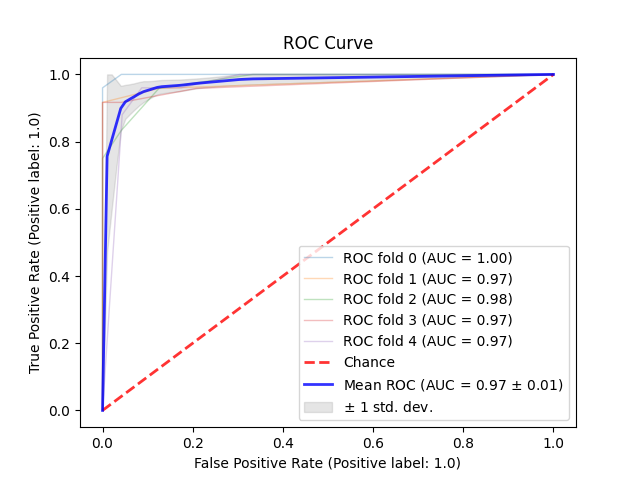 ROC Curve
1.0
0.8
0.6
0.4
0.2
0.0
True Positive Rate (Positive label: 1.0)
ROC fold 0 (AUC = 1.00)
ROC fold 1 (AUC = 0.97)
ROC fold 2 (AUC = 0.98)
ROC fold 3 (AUC = 0.97)
ROC fold 4 (AUC = 0.97)
Chance
Mean ROC (AUC = 0.97 ± 0.01)
± 1 std. dev.
0.0 0.2 0.4 0.6 0.8 1.0
False Positive Rate (Positive label: 1.0)